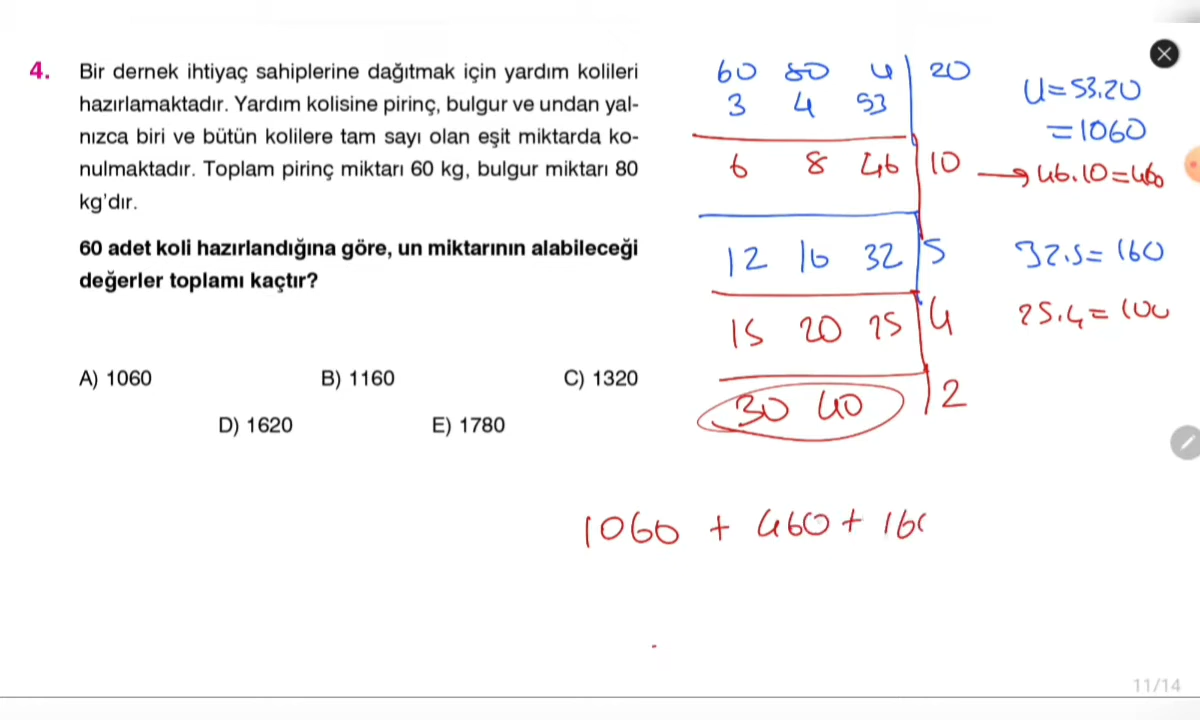 4. Bir dernek ihtiyaç sahiplerine dağıtmak için yardım kolileri
hazırlamaktadır. Yardım kolisine pirinç, bulgur ve undan yal-
nızca biri ve bütün kolilere tam sayı olan eşit miktarda ko-
nulmaktadır. Toplam pirinç miktarı 60 kg, bulgur miktarı 80
kg'dır.
60 adet koli hazırlandığına göre, un miktarının alabileceği
değerler toplamı kaçtır?
A) 1060 B) 1160 C) 1320
D) 1620 E) 1780
60 80 u 20
3 4 53
6 8 46 10
12 16 32 5
15 20 25 4
30 40 2
u=53.20
=1060
→46.10=460
32.5=160
25.4=100
1060 + 460 + 160
11/14